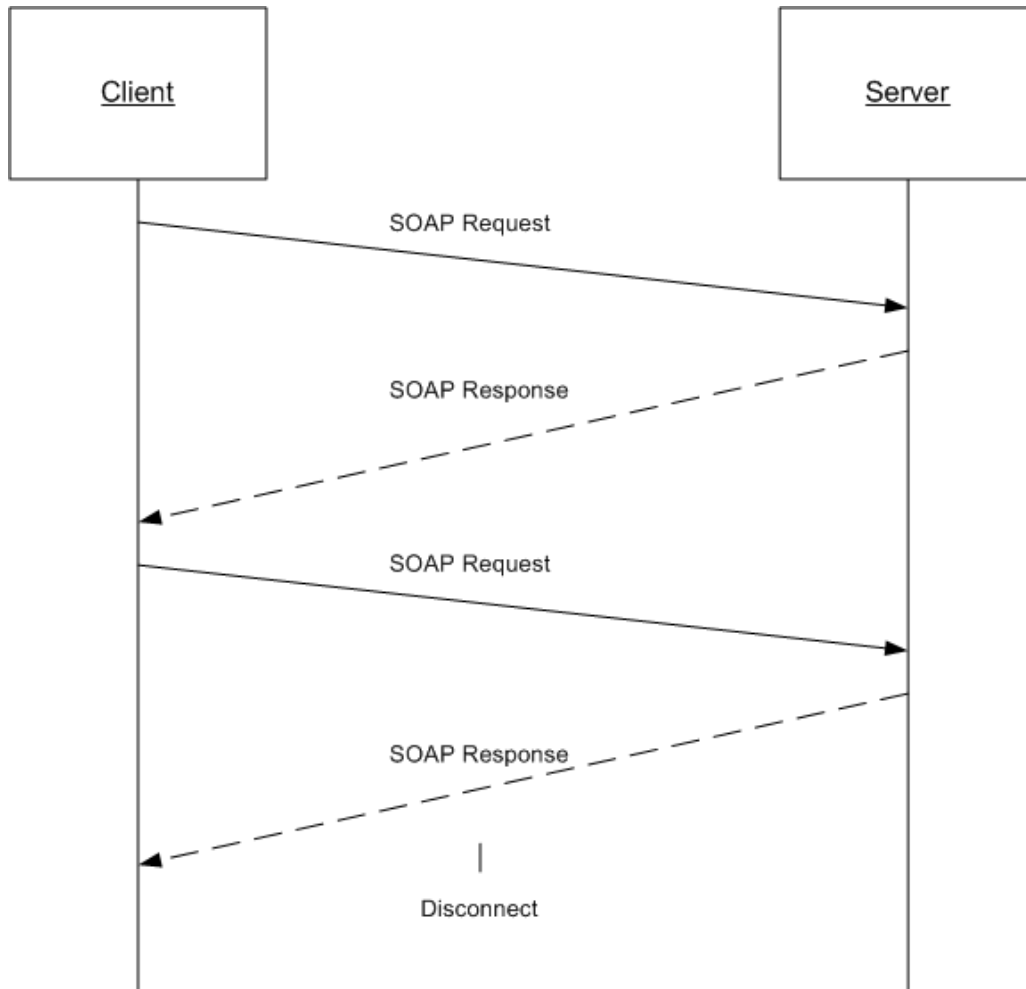 Client
Server
SOAP Request
SOAP Response
SOAP Request
SOAP Response
Disconnect